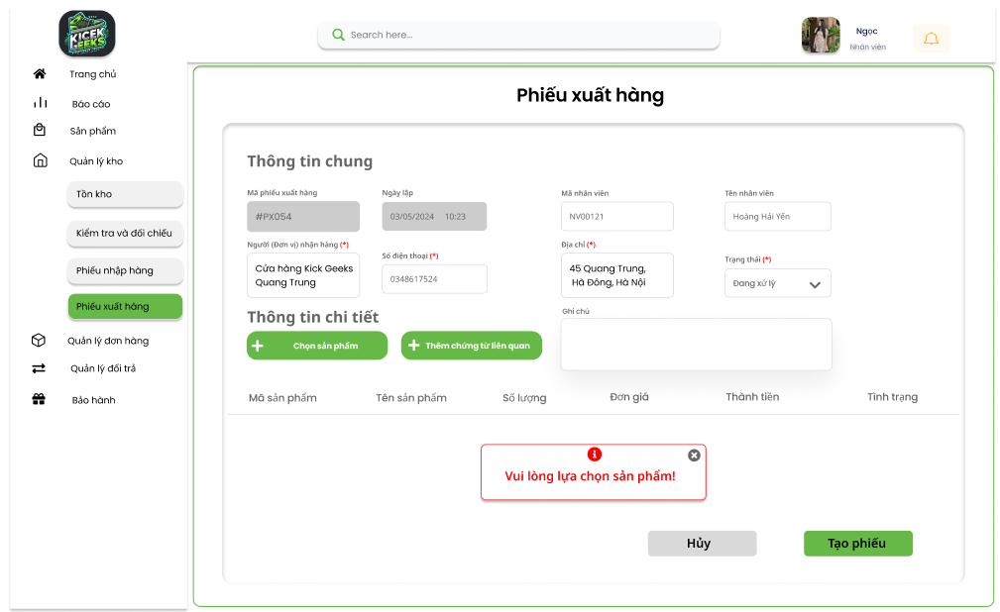 KICEK
GEEKS
Search here...
Ngọc
Nhân viên
Trang chủ
Báo cáo
Sản phẩm
Quản lý kho
Tồn kho
Kiểm tra và đối chiếu
Phiếu nhập hàng
Phiếu xuất hàng
Quản lý đơn hàng
Quản lý đổi trả
Bảo hành
Phiếu xuất hàng
Thông tin chung
Mã phiếu xuất hàng
#PX054
Ngày lập
03/05/2024 10:23
Mã nhân viên
NV00121
Tên nhân viên
Hoàng Hải Yến
Người (Đơn vị) nhận hàng (*)
Cửa hàng Kick Geeks
Quang Trung
Số điện thoại (*)
0348617524
Địa chỉ (*)
45 Quang Trung,
Hà Đông, Hà Nội
Trạng thái (*)
Đang xử lý
Thông tin chi tiết
Ghi chú
Chọn sản phẩm
Thêm chứng từ liên quan
Mã sản phẩm Tên sản phẩm Số lượng Đơn giá Thành tiền Tình trạng
Vui lòng lựa chọn sản phẩm!
Hủy
Tạo phiếu